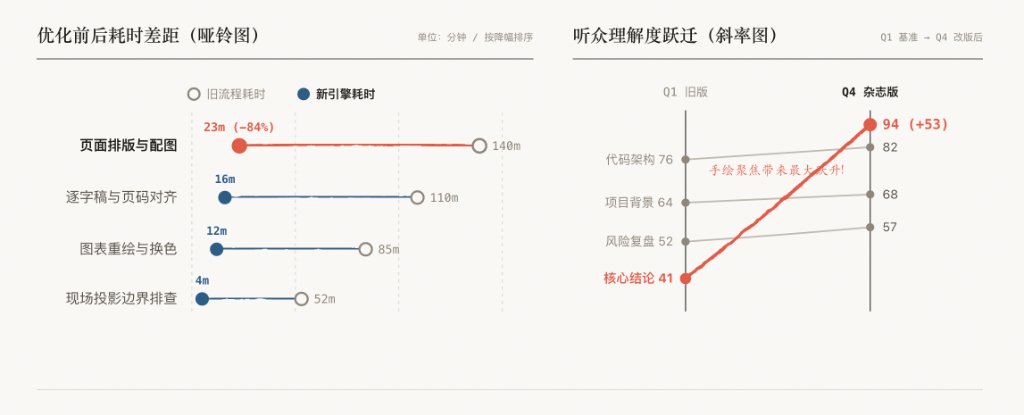 优化前后耗时差距（哑铃图）
单位: 分钟 / 按降幅排序
旧流程耗时
新引擎耗时
23m (−84%)
页面排版与配图
140m
16m
逐字稿与页码对齐
110m
12m
图表重绘与换色
85m
4m
现场投影边界排查
52m
听众理解度跃迁（斜率图）
Q1 基准 → Q4 改版后
Q1 旧版
Q4 杂志版
94 (+53)
82
代码架构 76
手绘聚焦带来最大跃升!
68
项目背景 64
57
风险复盘 52
核心结论 41